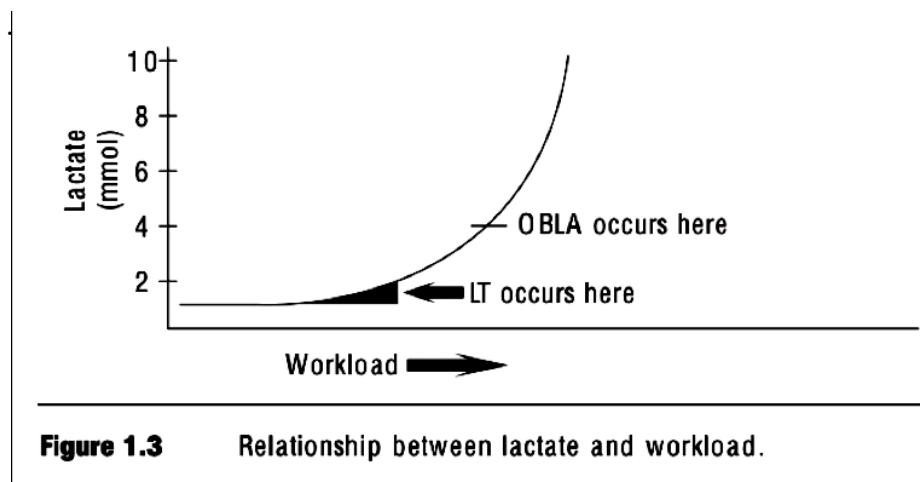 10
8
Lactate
(mmol)
6
4
OBLA occurs here
2
LT occurs here
Workload
Figure 1.3 Relationship between lactate and workload.